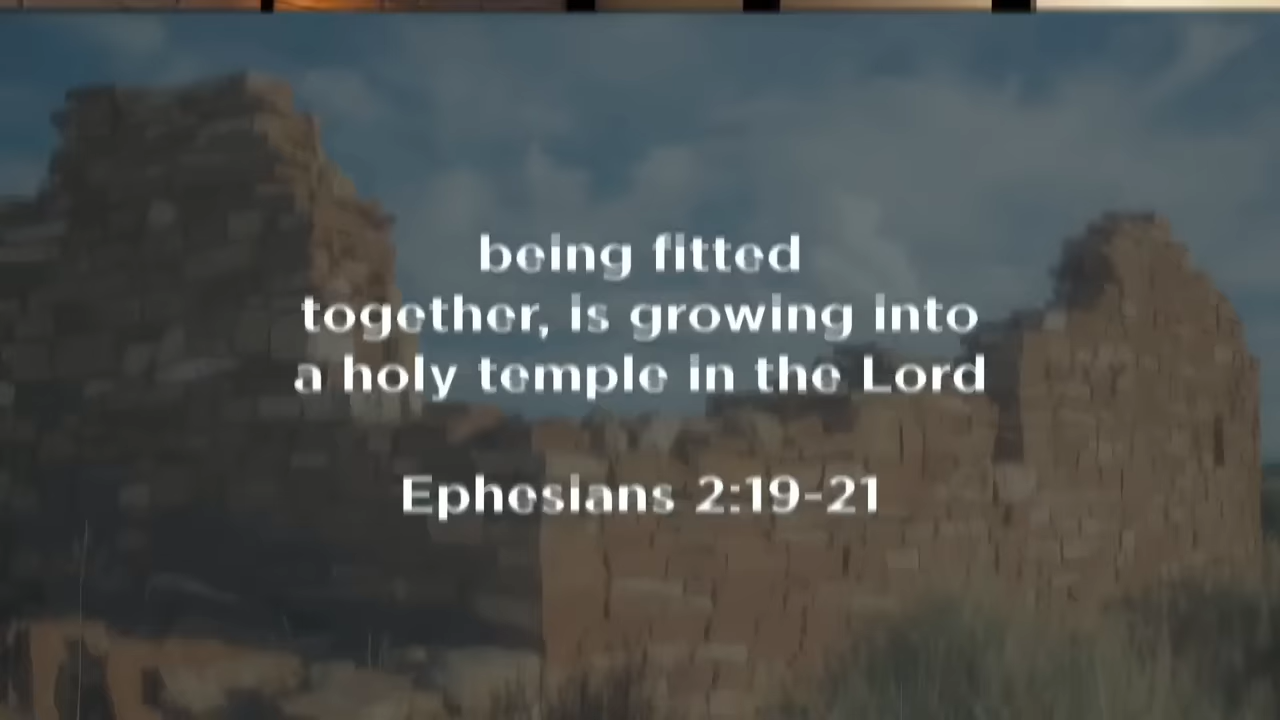 being fitted
together, is growing into
a holy temple in the Lord
Ephesians 2:19-21